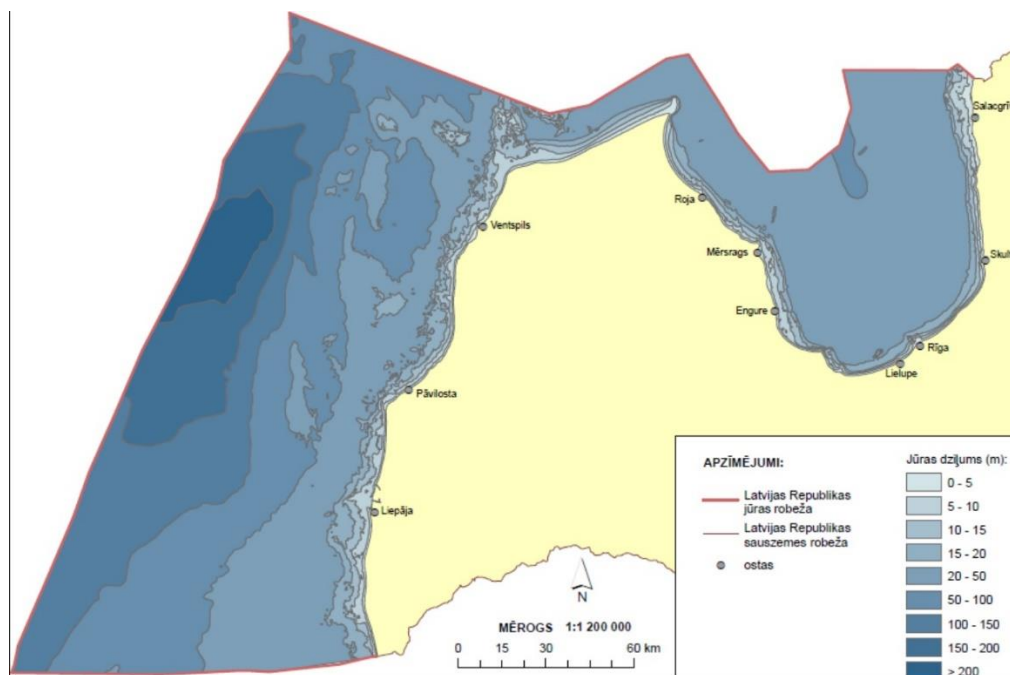 Salacgrī
Ventspils
Roja
Mērsrags
Skult
Engure
Rīga
Lielupe
Pāvilosta
Liepāja
N
MĒROGS 1:1 200 000
0 15 30 60 km
APZĪMĒJUMI:
Latvijas Republikas
jūras robeža
Latvijas Republikas
sauszemes robeža
ostas
Jūras dziļums (m):
0 - 5
5 - 10
10 - 15
15 - 20
20 - 50
50 - 100
100 - 150
150 - 200
> 200